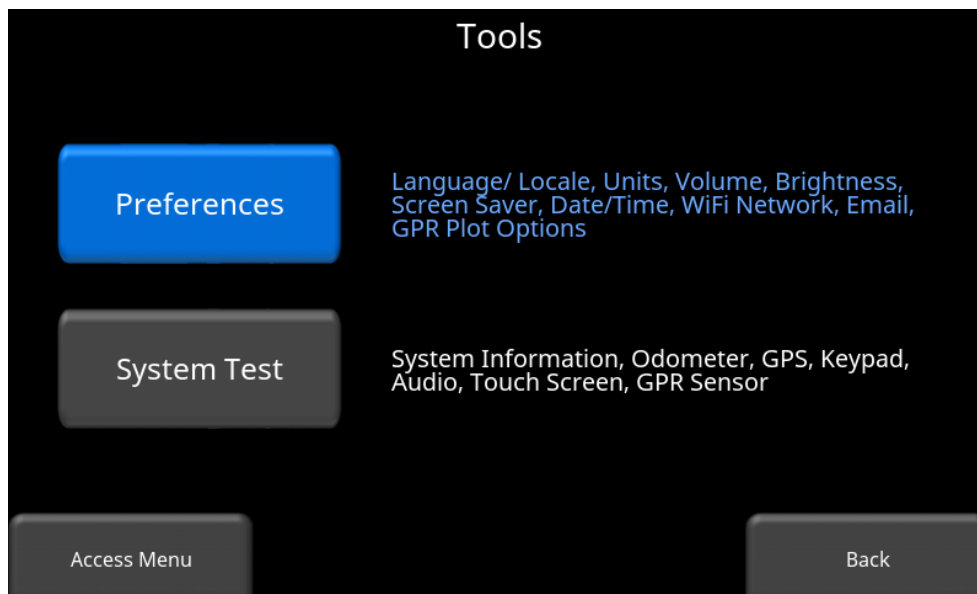 Tools
Preferences
Language/ Locale, Units, Volume, Brightness,
Screen Saver, Date/Time, WiFi Network, Email,
GPR Plot Options
System Test
System Information, Odometer, GPS, Keypad,
Audio, Touch Screen, GPR Sensor
Access Menu
Back